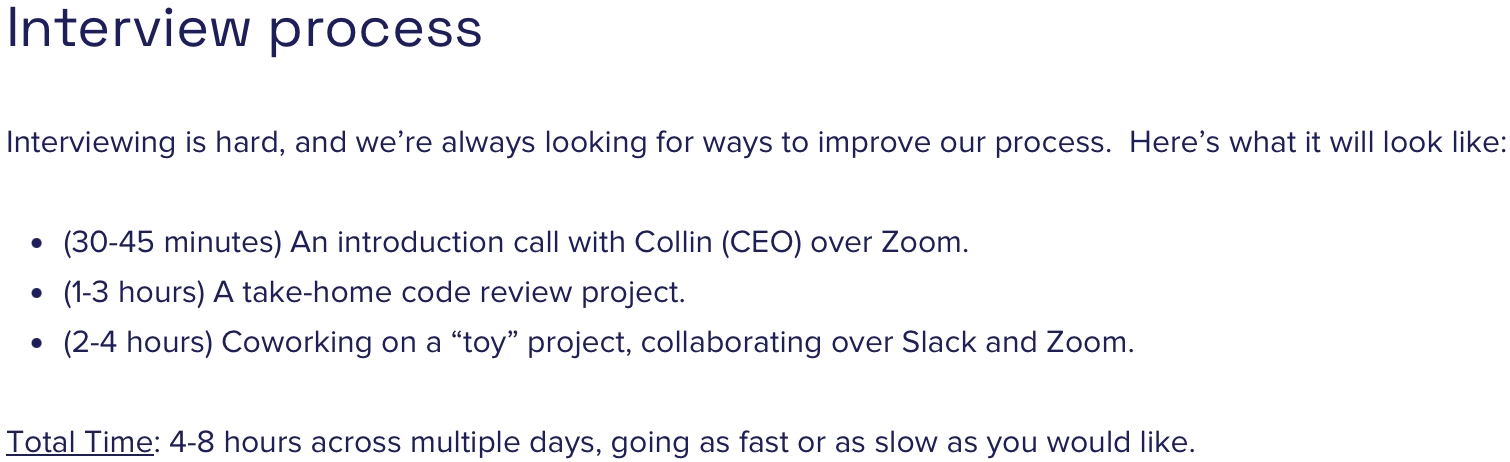 Interview process
Interviewing is hard, and we’re always looking for ways to improve our process.  Here’s what it will look like:
• (30-45 minutes) An introduction call with Collin (CEO) over Zoom.
• (1-3 hours) A take-home code review project.
• (2-4 hours) Coworking on a “toy” project, collaborating over Slack and Zoom.
Total Time: 4-8 hours across multiple days, going as fast or as slow as you would like.